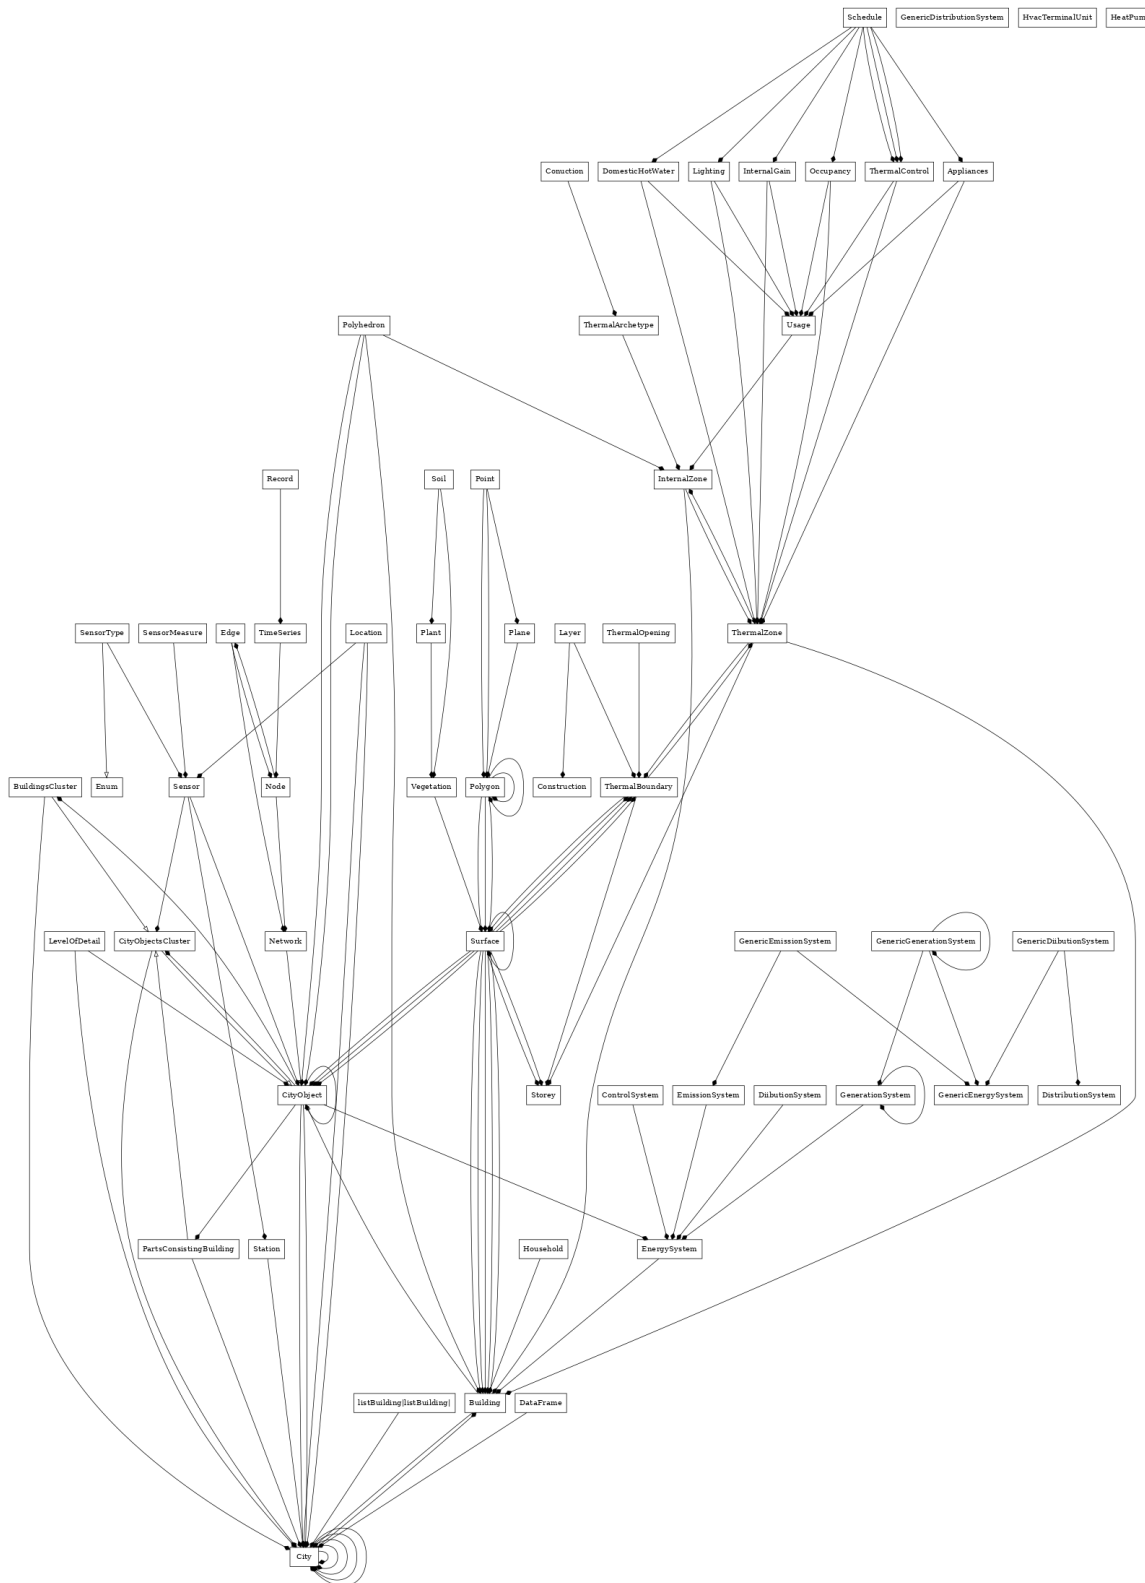 Schedule
GenericDistributionSystem
HvacTerminalUnit
HeatPum
Conuction
DomesticHotWater
Lighting
InternalGain
Occupancy
ThermalControl
Appliances
Polyhedron
ThermalArchetype
Usage
Record
Soil
Point
InternalZone
SensorType
SensorMeasure
Edge
TimeSeries
Location
Plant
Plane
Layer
ThermalOpening
ThermalZone
BuildingsCluster
Enum
Sensor
Node
Vegetation
Polygon
Construction
ThermalBoundary
LevelOfDetail
CityObjectsCluster
Network
Surface
GenericEmissionSystem
GenericGenerationSystem
GenericDiibutionSystem
CityObject
Storey
ControlSystem
EmissionSystem
DiibutionSystem
GenerationSystem
GenericEnergySystem
DistributionSystem
PartsConsistingBuilding
Station
Household
EnergySystem
listBuilding|listBuilding|
Building
DataFrame
City